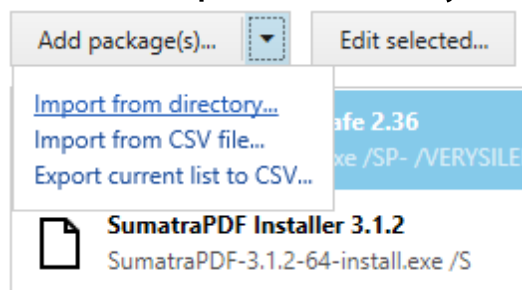 Add package(s)...
Edit selected...
Import from directory...
Import from CSV file...
Export current list to CSV...
afe 2.36
xe /SP- /VERYSILE
SumatraPDF Installer 3.1.2
SumatraPDF-3.1.2-64-install.exe /S